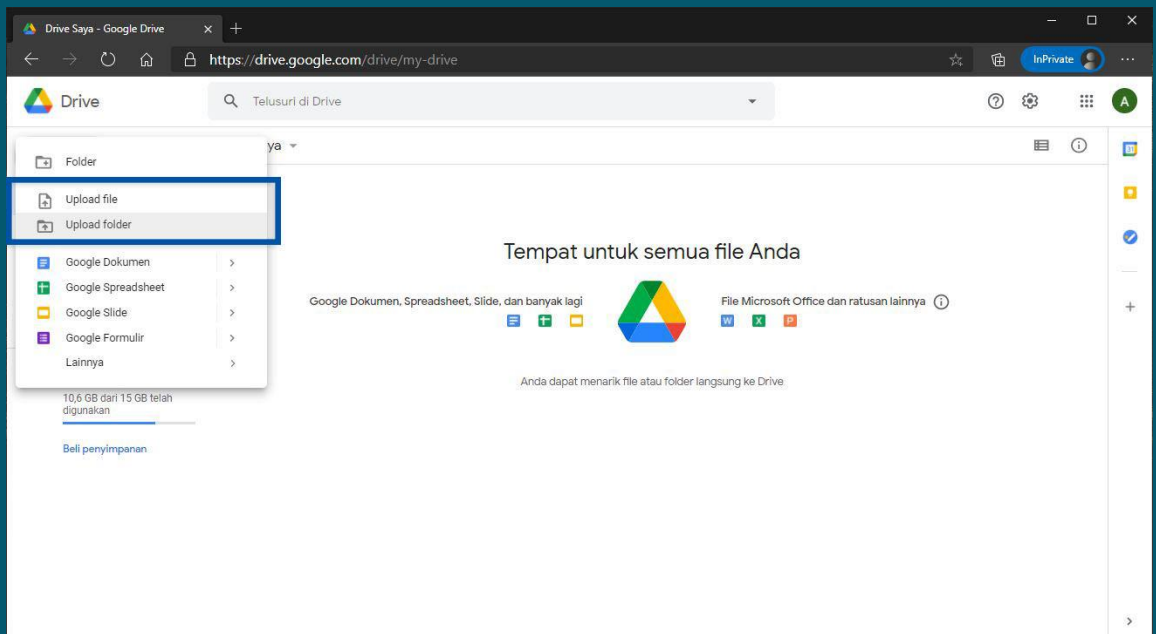 Drive Saya - Google Drive
https://drive.google.com/drive/my-drive
InPrivate
Drive
Telusuri di Drive
A
ya
Folder
Upload file
Upload folder
Google Dokumen
Google Spreadsheet
Google Slide
Google Formulir
Lainnya
10,6 GB dari 15 GB telah
digunakan
Beli penyimpanan
Tempat untuk semua file Anda
Google Dokumen, Spreadsheet, Slide, dan banyak lagi
File Microsoft Office dan ratusan lainnya
W X P
Anda dapat menarik file atau folder langsung ke Drive
31